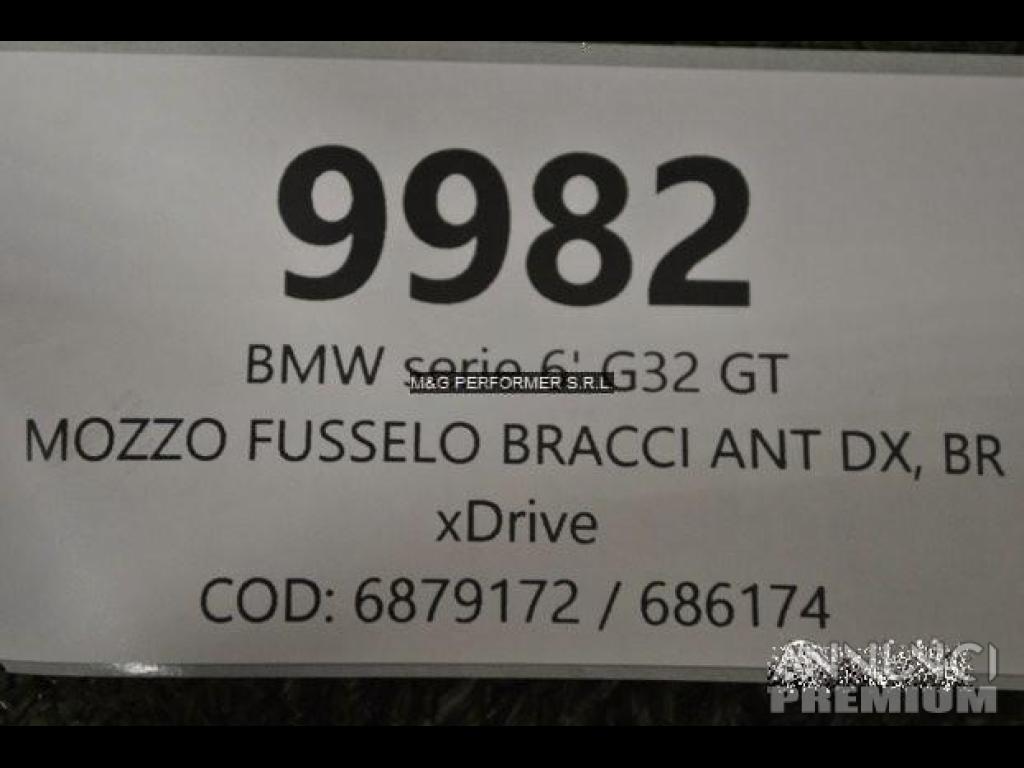 9982
BMW serie 6' G32 GT
M&G PERFORMER S.R.L.
MOZZO FUSSELO BRACCI ANT DX, BR
xDrive
COD: 6879172 / 686174
ANNUNCI
PREMIUM